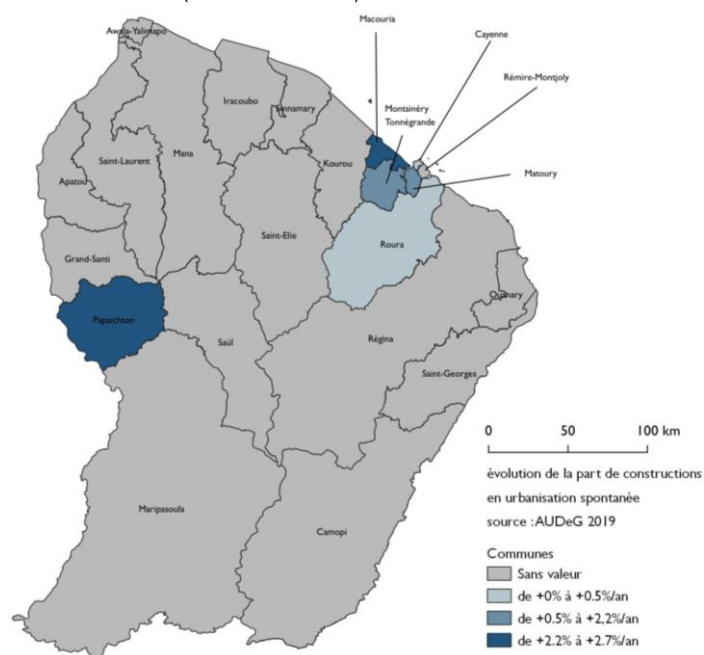 Macouria
Cayenne
Awala-Yalimapo
Rémire-Montjoly
Iracoubo
Sinnamary
Montsinéry
Tonnégrande
Mana
Saint-Laurent
Kourou
Matoury
Apatou
Saint-Elie
Roura
Grand-Santi
Ouanary
Papaichton
Saül
Régina
Saint-Georges
0 50 100 km
évolution de la part de constructions
en urbanisation spontanée
source : AUDeG 2019
Maripasoula
Camopi
Communes
Sans valeur
de +0% à +0.5%/an
de +0.5% à +2,2%/an
de +2.2% à +2.7%/an